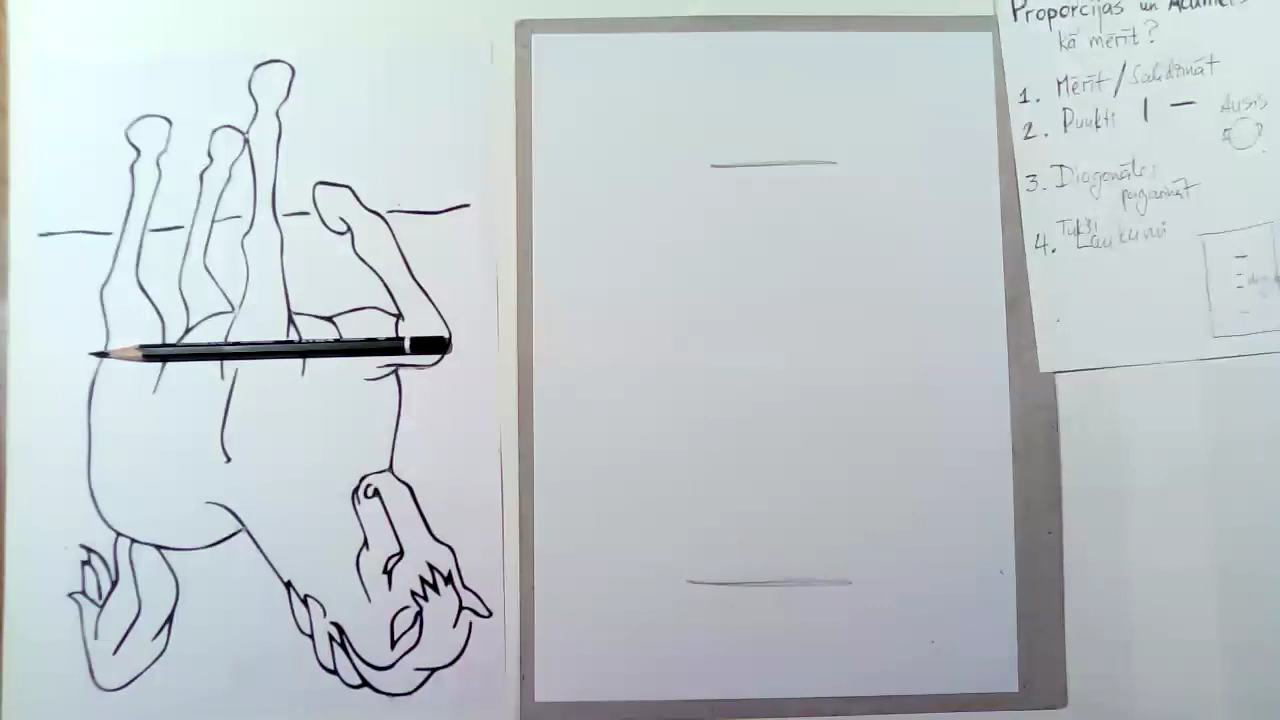 Proporcijas un
kā mērīt?
1. Mērīt / Salīdzināt
2. Punkti | —
Ausis
?
3. Diagonāles
pagarināt
4. Tukši
Laukumi